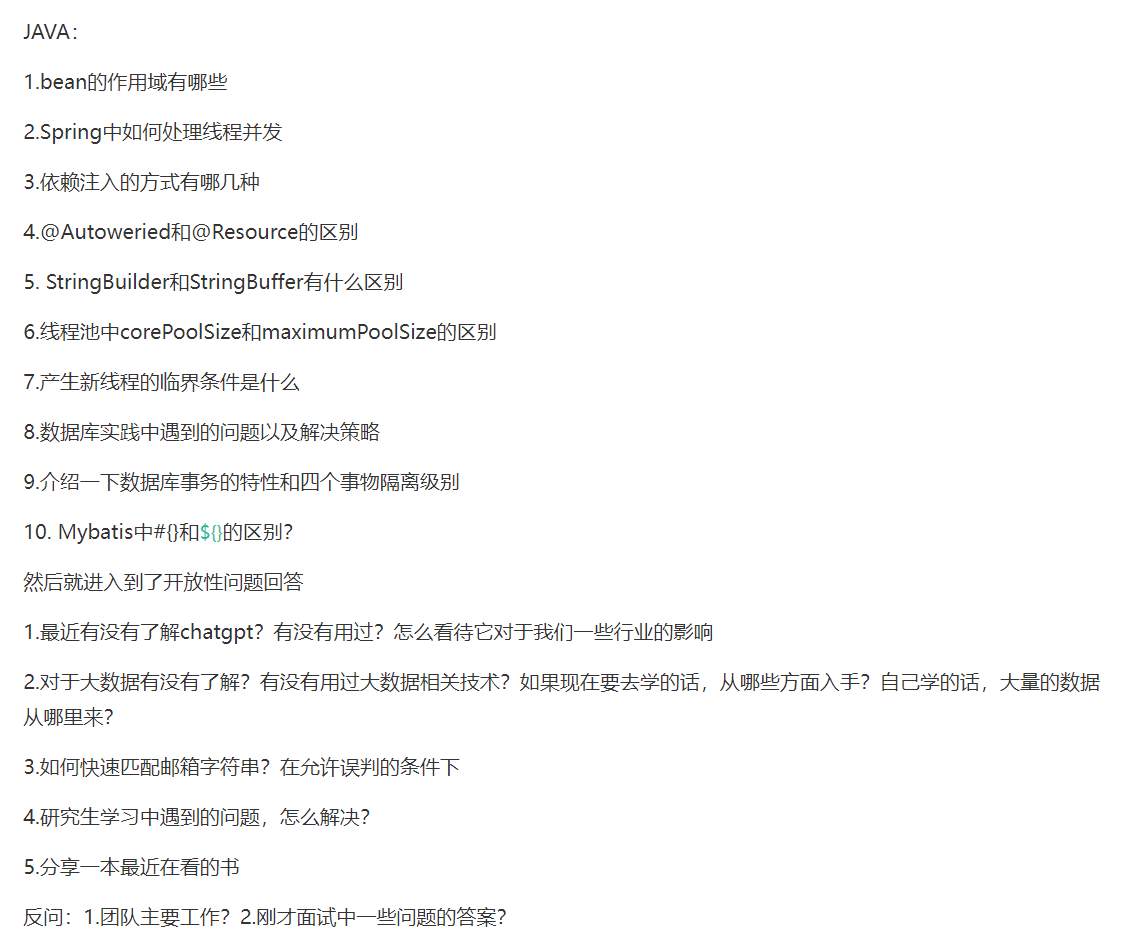 JAVA：
1.bean的作用域有哪些
2.Spring中如何处理线程并发
3.依赖注入的方式有哪几种
4.@Autoweried和@Resource的区别
5. StringBuilder和StringBuffer有什么区别
6.线程池中corePoolSize和maximumPoolSize的区别
7.产生新线程的临界条件是什么
8.数据库实践中遇到的问题以及解决策略
9.介绍一下数据库事务的特性和四个事物隔离级别
10. Mybatis中#{}和${}的区别？
然后就进入到了开放性问题回答
1.最近有没有了解chatgpt？有没有用过？怎么看待它对于我们一些行业的影响
2.对于大数据有没有了解？有没有用过大数据相关技术？如果现在要去学的话，从哪些方面入手？自己学的话，大量的数据
从哪里来？
3.如何快速匹配邮箱字符串？在允许误判的条件下
4.研究生学习中遇到的问题，怎么解决？
5.分享一本最近在看的书
反问：1.团队主要工作？2.刚才面试中一些问题的答案？